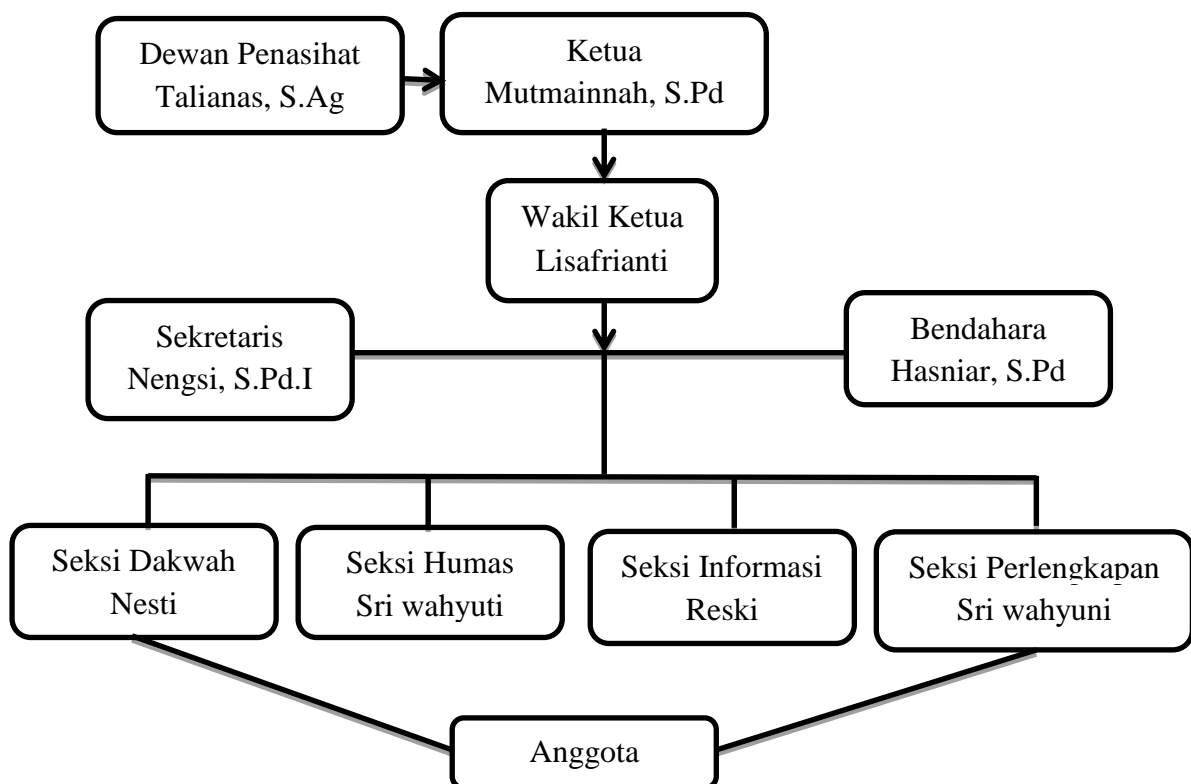 Dewan Penasihat
Talianas, S.Ag
Ketua
Mutmainnah, S.Pd
Wakil Ketua
Lisafrianti
Sekretaris
Nengsi, S.Pd.I
Bendahara
Hasniar, S.Pd
Seksi Dakwah
Nesti
Seksi Humas
Sri wahyuti
Seksi Informasi
Reski
Seksi Perlengkapan
Sri wahyuni
Anggota